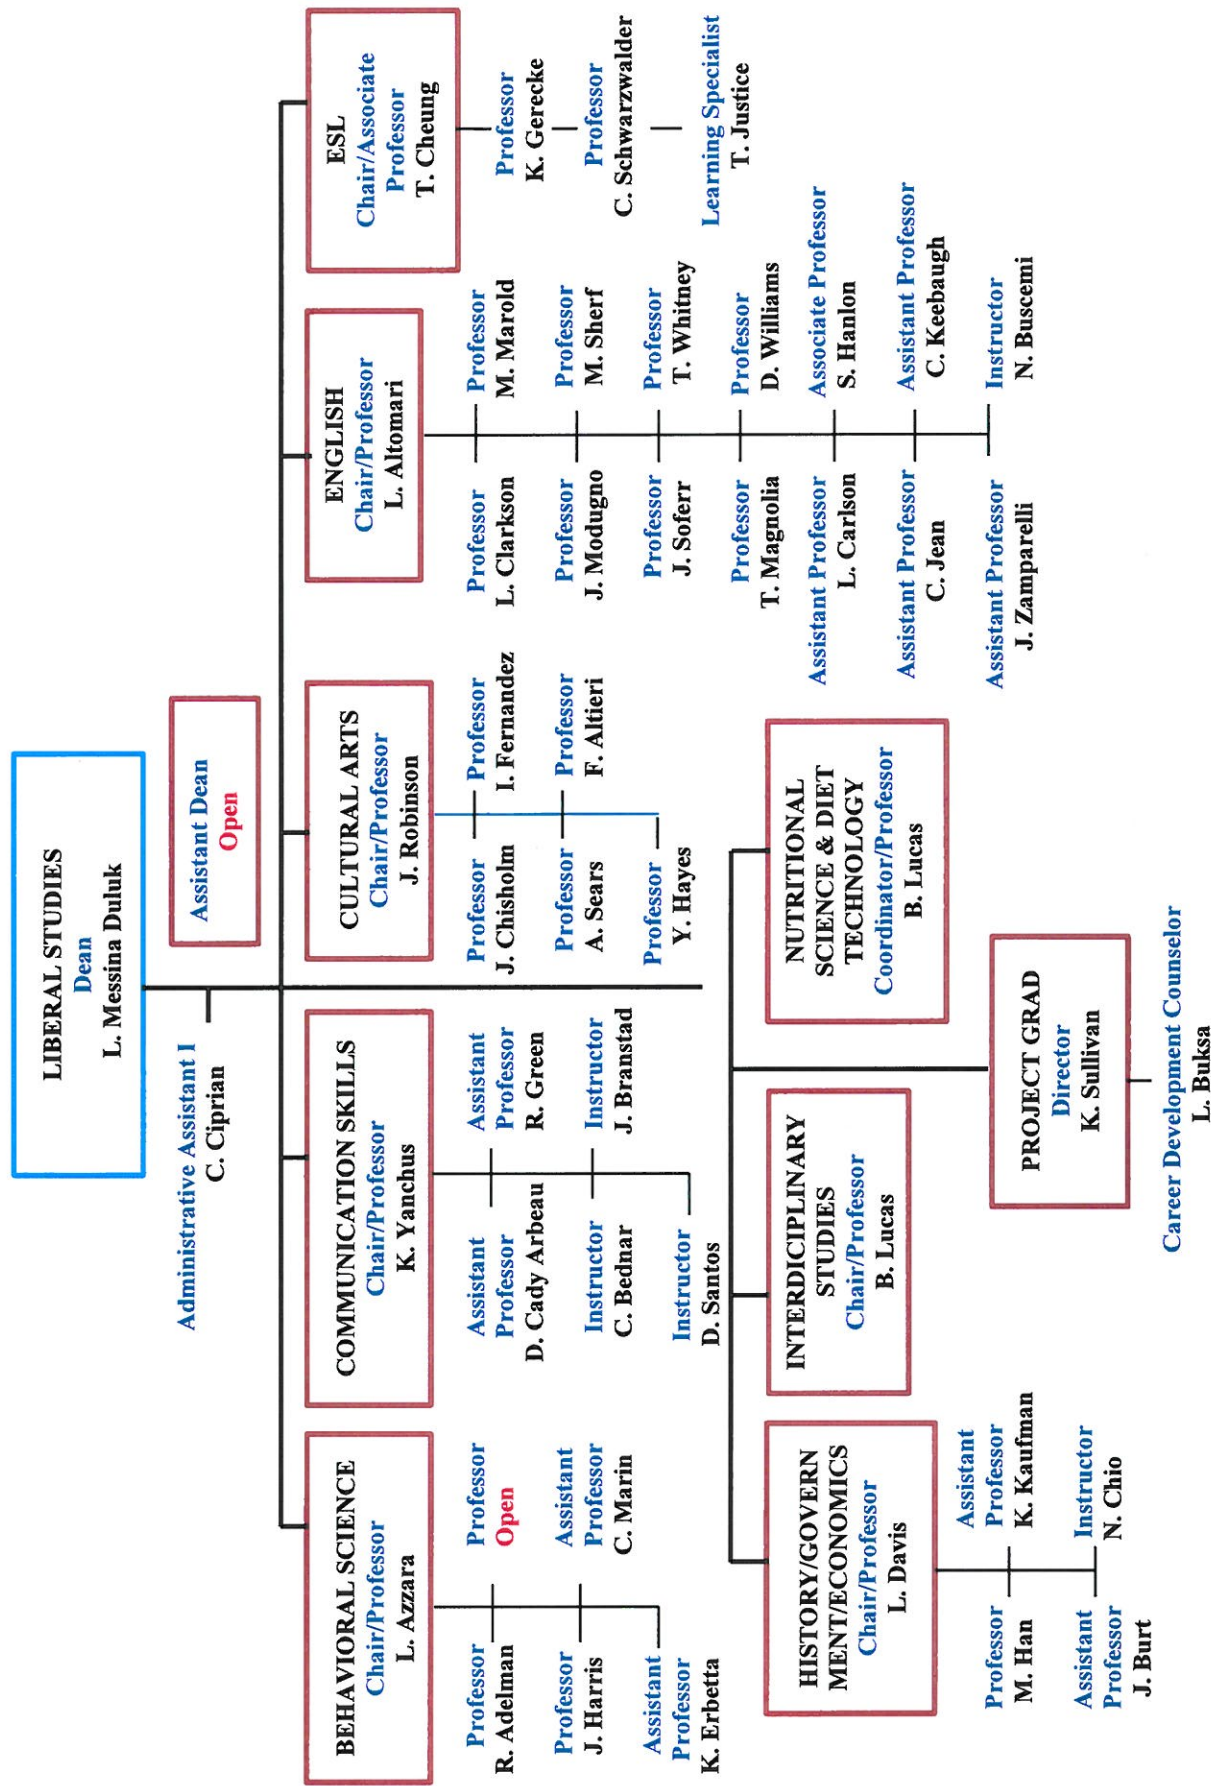 LIBERAL STUDIES
Dean
L. Messina Duluk
Assistant Dean
Open
Administrative Assistant I
C. Ciprian
BEHAVIORAL SCIENCE
Chair/Professor
L. Azzara
Professor
R. Adelman
Professor
Open
Professor
J. Harris
Assistant
Professor
C. Marin
Assistant
Professor
K. Erbetta
COMMUNICATION SKILLS
Chair/Professor
K. Yanchus
Assistant
Professor
D. Cady Arbeau
Assistant
Professor
R. Green
Instructor
C. Bednar
Instructor
J. Branstad
Instructor
D. Santos
CULTURAL ARTS
Chair/Professor
J. Robinson
Professor
J. Chisholm
Professor
I. Fernandez
Professor
A. Sears
Professor
F. Altieri
Professor
Y. Hayes
ENGLISH
Chair/Professor
L. Altomari
Professor
L. Clarkson
Professor
M. Marold
Professor
J. Modugno
Professor
M. Sherf
Professor
J. Soferr
Professor
T. Whitney
Professor
T. Magnolia
Professor
D. Williams
Assistant Professor
L. Carlson
Associate Professor
S. Hanlon
Assistant Professor
C. Jean
Assistant Professor
C. Keebaugh
Assistant Professor
J. Zamparelli
Instructor
N. Buscemi
ESL
Chair/Associate
Professor
T. Cheung
Professor
K. Gerecke
Professor
C. Schwarzwalder
Learning Specialist
T. Justice
HISTORY/GOVERN
MENT/ECONOMICS
Chair/Professor
L. Davis
Professor
M. Han
Assistant
Professor
K. Kaufman
Assistant
Professor
J. Burt
Instructor
N. Chio
INTERDICIPLINARY
STUDIES
Chair/Professor
B. Lucas
NUTRITIONAL
SCIENCE & DIET
TECHNOLOGY
Coordinator/Professor
B. Lucas
PROJECT GRAD
Director
K. Sullivan
Career Development Counselor
L. Buksa